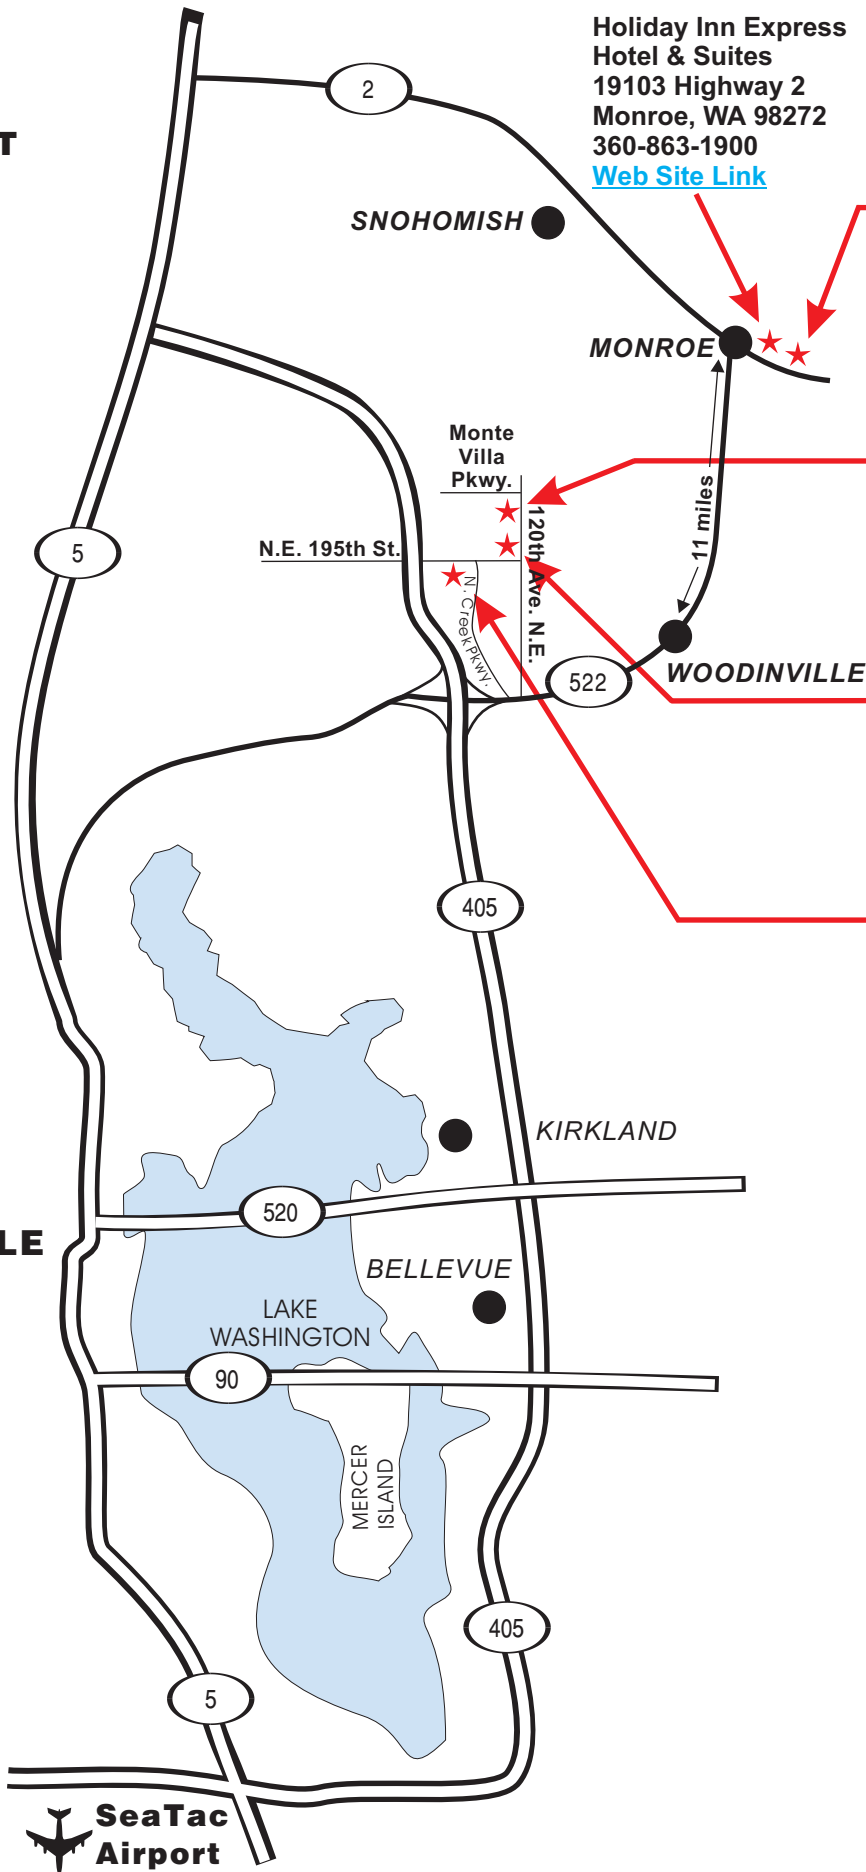 Holiday Inn Express
Hotel & Suites
19103 Highway 2
Monroe, WA 98272
360-863-1900
Web Site Link
2
T
SNOHOMISH
MONROE
Monte
Villa
Pkwy.
11 miles
120th Ave. N.E.
N.E. 195th St.
5
N. Creek Pkwy.
WOODINVILLE
522
405
KIRKLAND
520
LE
BELLEVUE
LAKE
WASHINGTON
90
MERCER
ISLAND
405
5
SeaTac
Airport